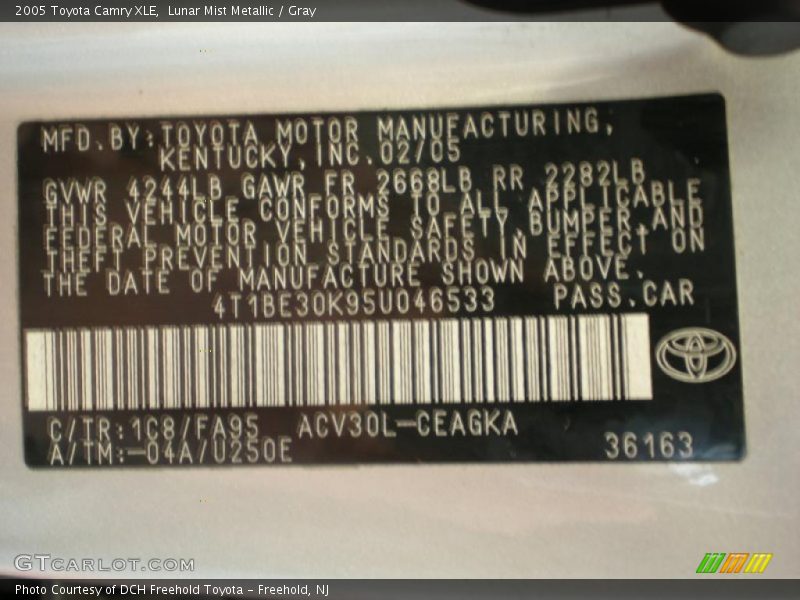 2005 Toyota Camry XLE,  Lunar Mist Metallic / Gray
MFD.BY:TOYOTA MOTOR MANUFACTURING,
KENTUCKY,INC.02/05
GVWR 4244LB GAWR FR 2668LB RR 2282LB
THIS VEHICLE CONFORMS TO ALL APPLICABLE
FEDERAL MOTOR VEHICLE SAFETY,BUMPER,AND
THEFT PREVENTION STANDARDS IN EFFECT ON
THE DATE OF MANUFACTURE SHOWN ABOVE.
4T1BE30K95U046533 PASS.CAR
C/TR:1C8/FA95 ACV30L-CEAGKA
A/TM:-04A/U250E 36163
GTCARLOT.COM
Photo Courtesy of DCH Freehold Toyota - Freehold, NJ